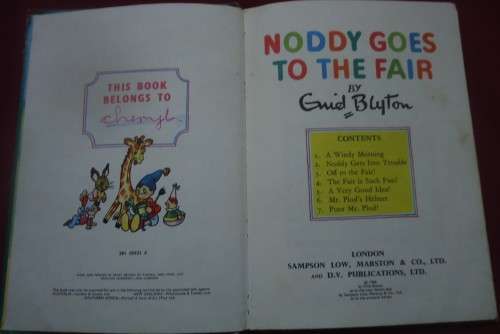 THIS BOOK
BELONGS TO
Cheryl
NODDY GOES
TO THE FAIR
BY
Enid Blyton
CONTENTS
1. A Windy Morning
2. Noddy Gets Into Trouble
3. Off to the Fair!
4. The Fair is Such Fun!
5. A Very Good Idea!
6. Mr. Plod's Helmet
7. Poor Mr. Plod!
LONDON
SAMPSON LOW, MARSTON & CO., LTD.
AND D.V. PUBLICATIONS, LTD.